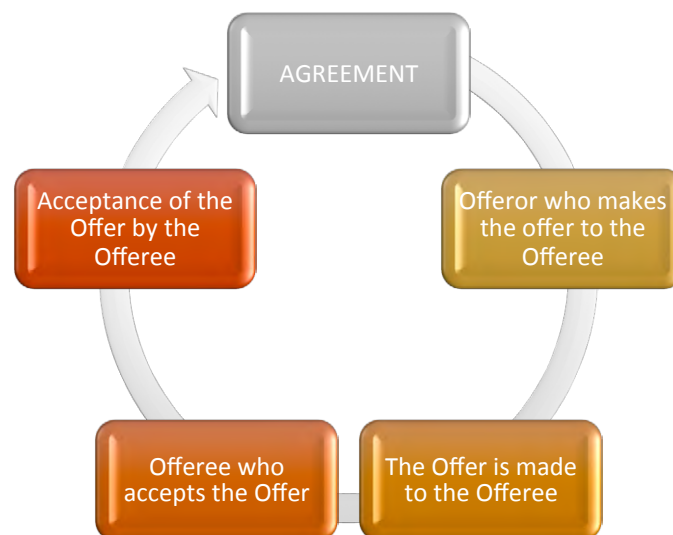 AGREEMENT
Offeror who makes
the offer to the
Offeree
The Offer is made
to the Offeree
Offeree who
accepts the Offer
Acceptance of the
Offer by the
Offeree